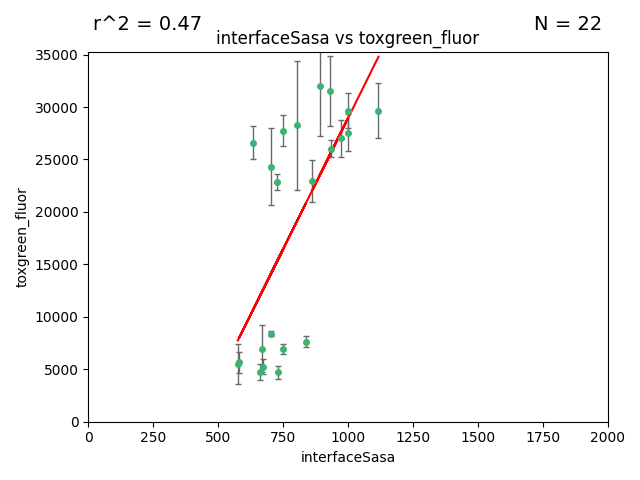 r^2 = 0.47
N = 22
interfaceSasa vs toxgreen_fluor
35000
30000
25000
20000
15000
10000
5000
0
toxgreen_fluor
0 250 500 750 1000 1250 1500 1750 2000
interfaceSasa